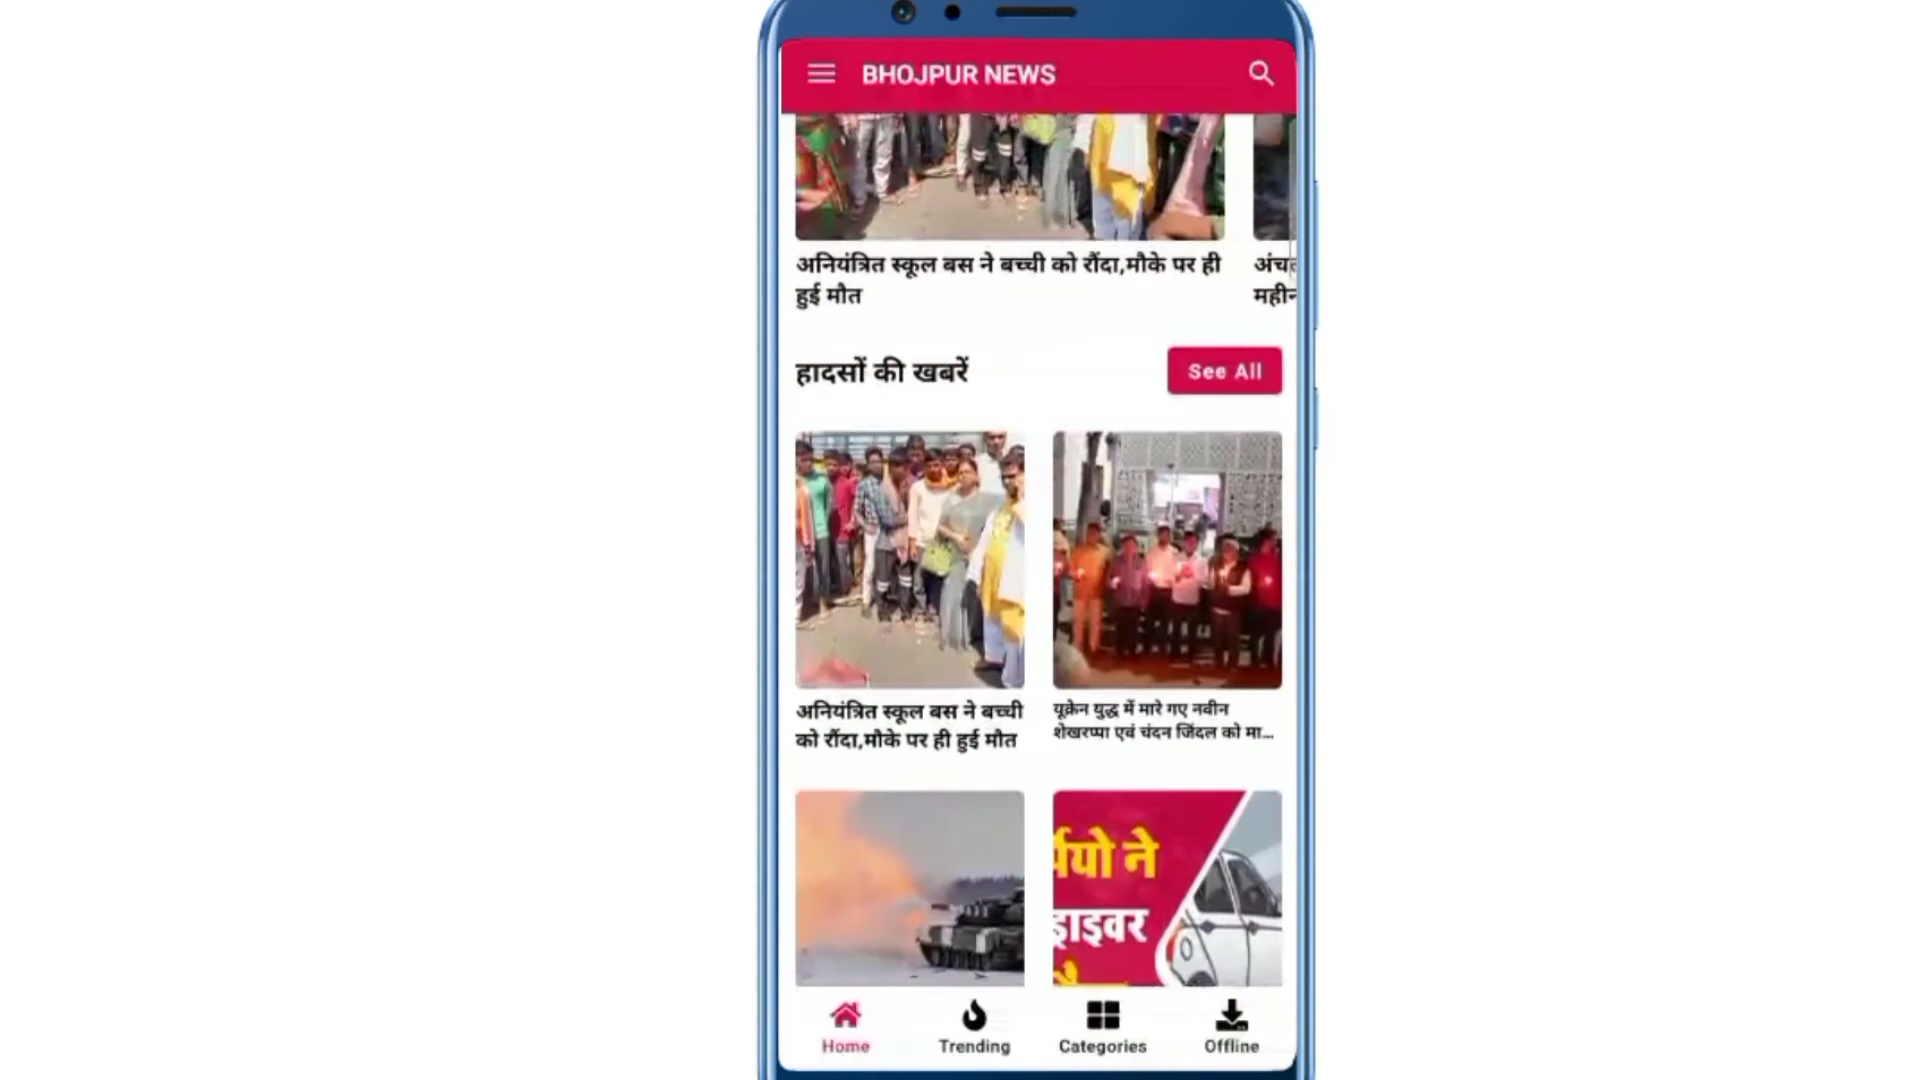 BHOJPUR NEWS
अनियंत्रित स्कूल बस ने बच्ची को रौंदा,मौके पर ही
हुई मौत
हादसों की खबरें
See All
अनियंत्रित स्कूल बस ने बच्ची
को रौंदा,मौके पर ही हुई मौत
यूक्रेन युद्ध में मारे गए नवीन
शेखरप्पा एवं चंदन जिंदल को मा...
ने
ड्राइवर
Home
Trending
Categories
Offline